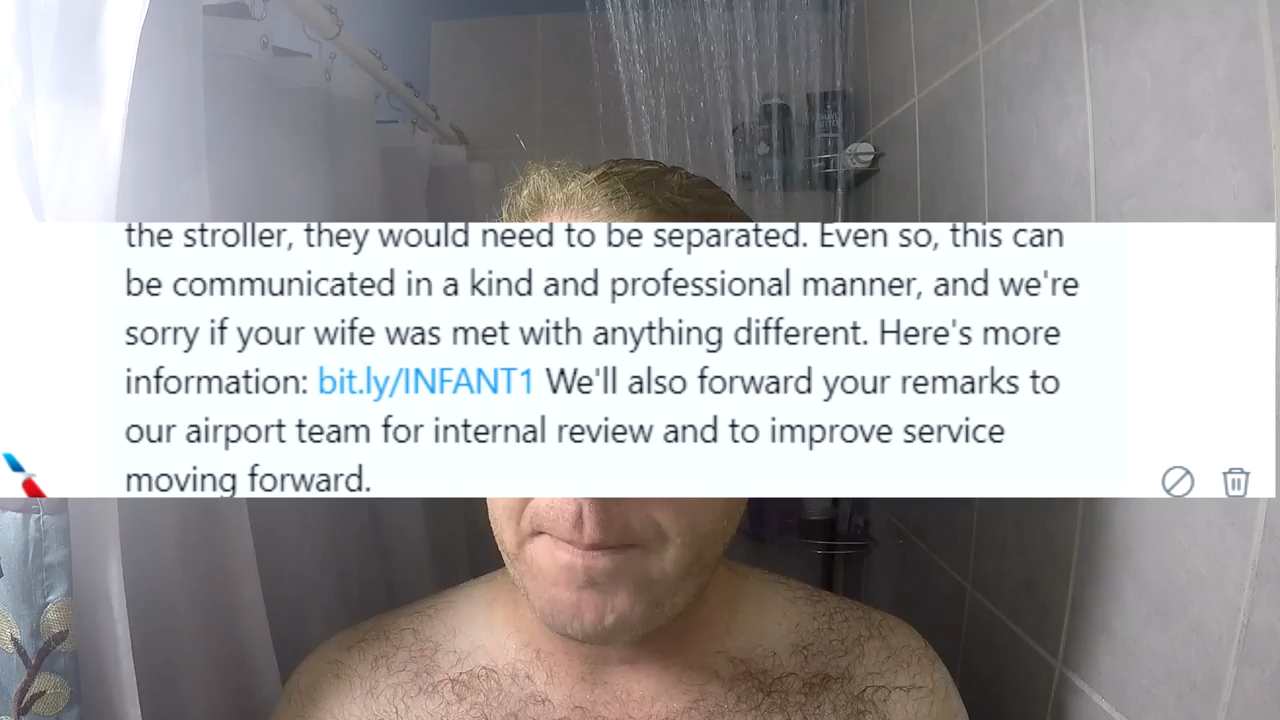 SHAVE
BUTTER
the stroller, they would need to be separated. Even so, this can
be communicated in a kind and professional manner, and we're
sorry if your wife was met with anything different. Here's more
information: bit.ly/INFANT1 We'll also forward your remarks to
our airport team for internal review and to improve service
moving forward.